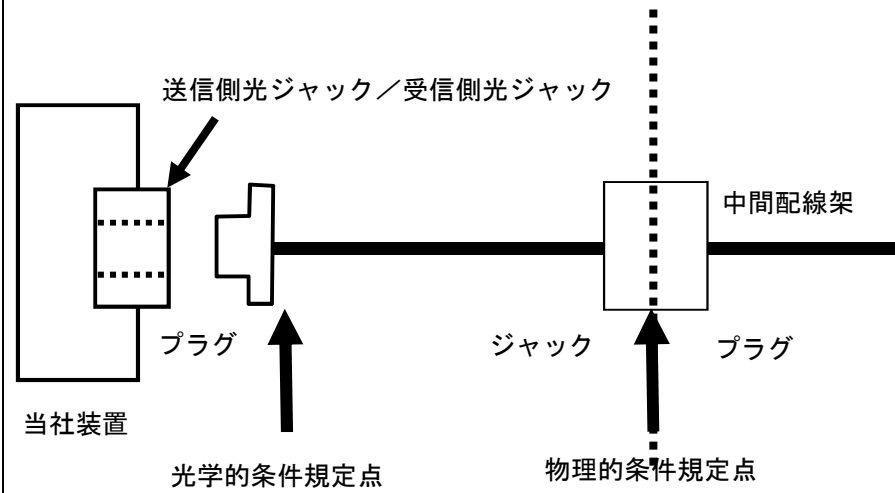 送信側光ジャック／受信側光ジャック
中間配線架
プラグ
ジャック
プラグ
当社装置
光学的条件規定点
物理的条件規定点